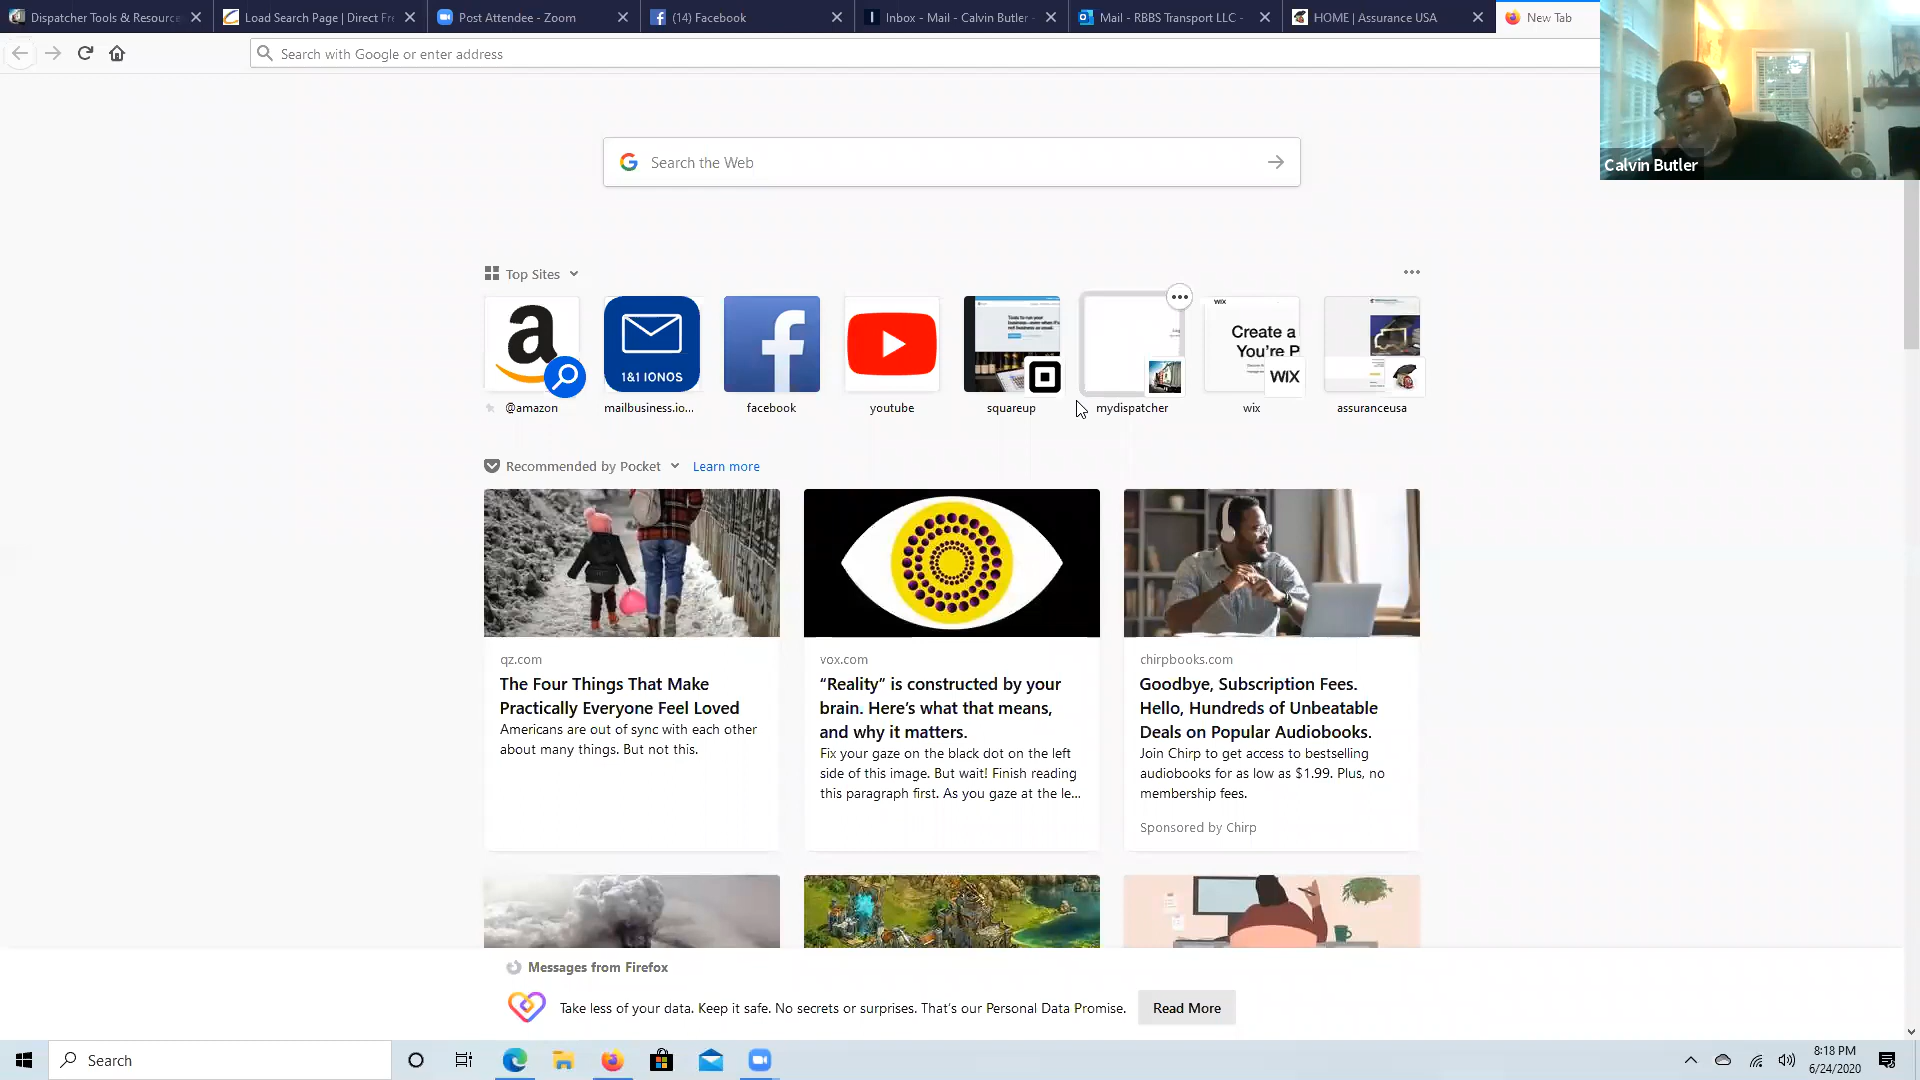 Dispatcher Tools & Resource
Load Search Page | Direct Fre
Post Attendee - Zoom
(14) Facebook
Inbox - Mail - Calvin Butler -
Mail - RBBS Transport LLC -
HOME | Assurance USA
New Tab
Search with Google or enter address
Calvin Butler
Search the Web
Top Sites
1&1 IONOS
Create a
You're P
WIX
WIX
@amazon
mailbusiness.io...
facebook
youtube
squareup
mydispatcher
wix
assuranceusa
Recommended by Pocket
Learn more
qz.com
The Four Things That Make
Practically Everyone Feel Loved
Americans are out of sync with each other
about many things. But not this.
vox.com
“Reality” is constructed by your
brain. Here’s what that means,
and why it matters.
Fix your gaze on the black dot on the left
side of this image. But wait! Finish reading
this paragraph first. As you gaze at the le...
chirpbooks.com
Goodbye, Subscription Fees.
Hello, Hundreds of Unbeatable
Deals on Popular Audiobooks.
Join Chirp to get access to bestselling
audiobooks for as low as $1.99. Plus, no
membership fees.
Sponsored by Chirp
Messages from Firefox
Take less of your data. Keep it safe. No secrets or surprises. That’s our Personal Data Promise.
Read More
Search
8:18 PM
6/24/2020